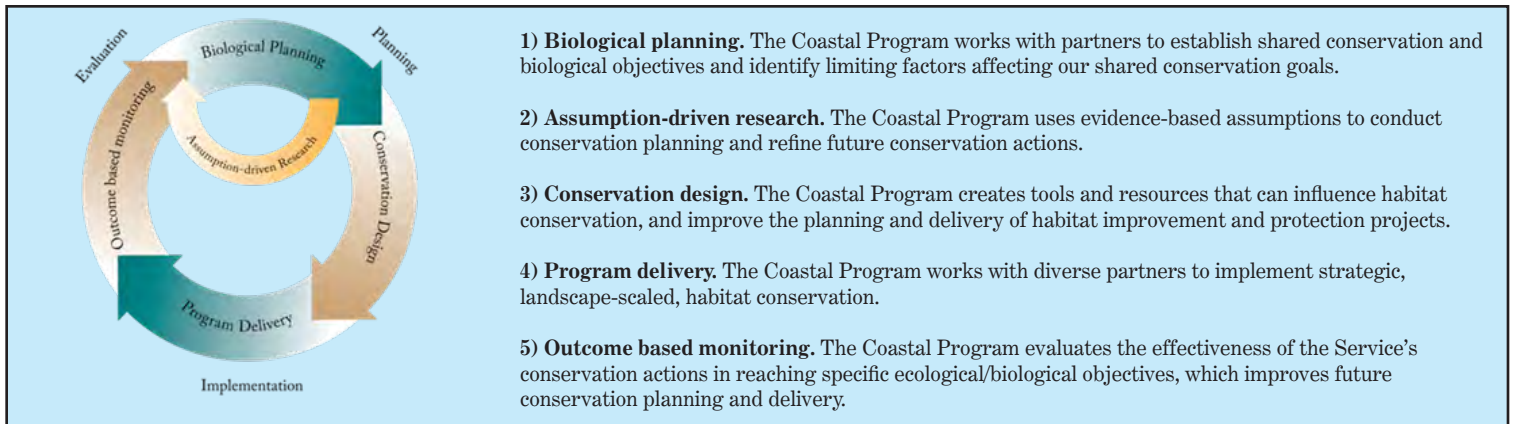 Evaluation
Planning
Biological Planning
Assumption-driven Research
Conservation Design
Program Delivery
Outcome based monitoring
Implementation
1) Biological planning. The Coastal Program works with partners to establish shared conservation and
biological objectives and identify limiting factors affecting our shared conservation goals.
2) Assumption-driven research. The Coastal Program uses evidence-based assumptions to conduct
conservation planning and refine future conservation actions.
3) Conservation design. The Coastal Program creates tools and resources that can influence habitat
conservation, and improve the planning and delivery of habitat improvement and protection projects.
4) Program delivery. The Coastal Program works with diverse partners to implement strategic,
landscape-scaled, habitat conservation.
5) Outcome based monitoring. The Coastal Program evaluates the effectiveness of the Service’s
conservation actions in reaching specific ecological/biological objectives, which improves future
conservation planning and delivery.